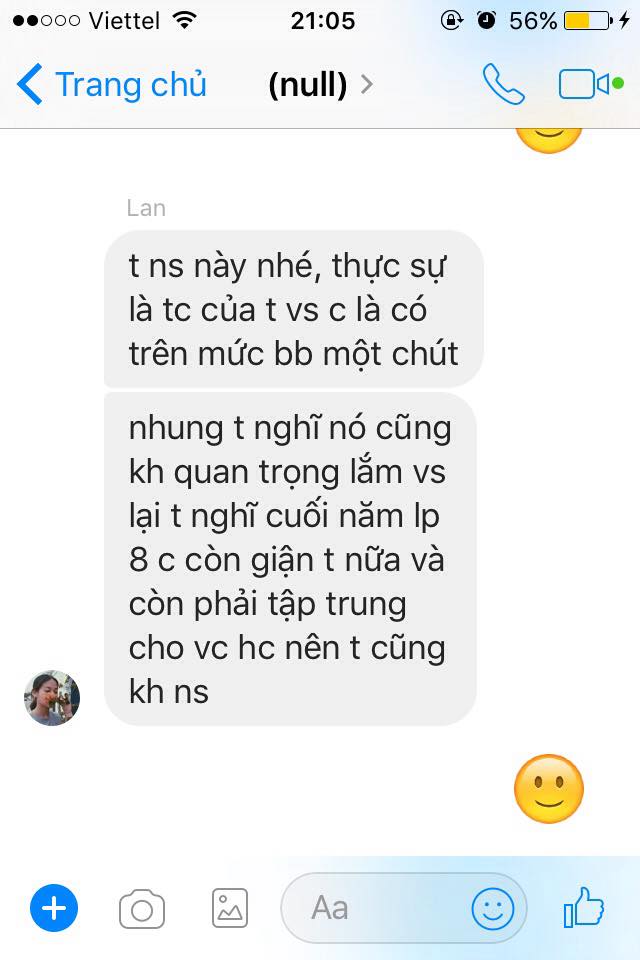 Viettel 21:05 56%
Trang chủ (null)
Lan
t ns này nhé, thực sự
là tc của t vs c là có
trên mức bb một chút
nhung t nghĩ nó cũng
kh quan trọng lắm vs
lại t nghĩ cuối năm lp
8 c còn giận t nữa và
còn phải tập trung
cho vc hc nên t cũng
kh ns
Aa